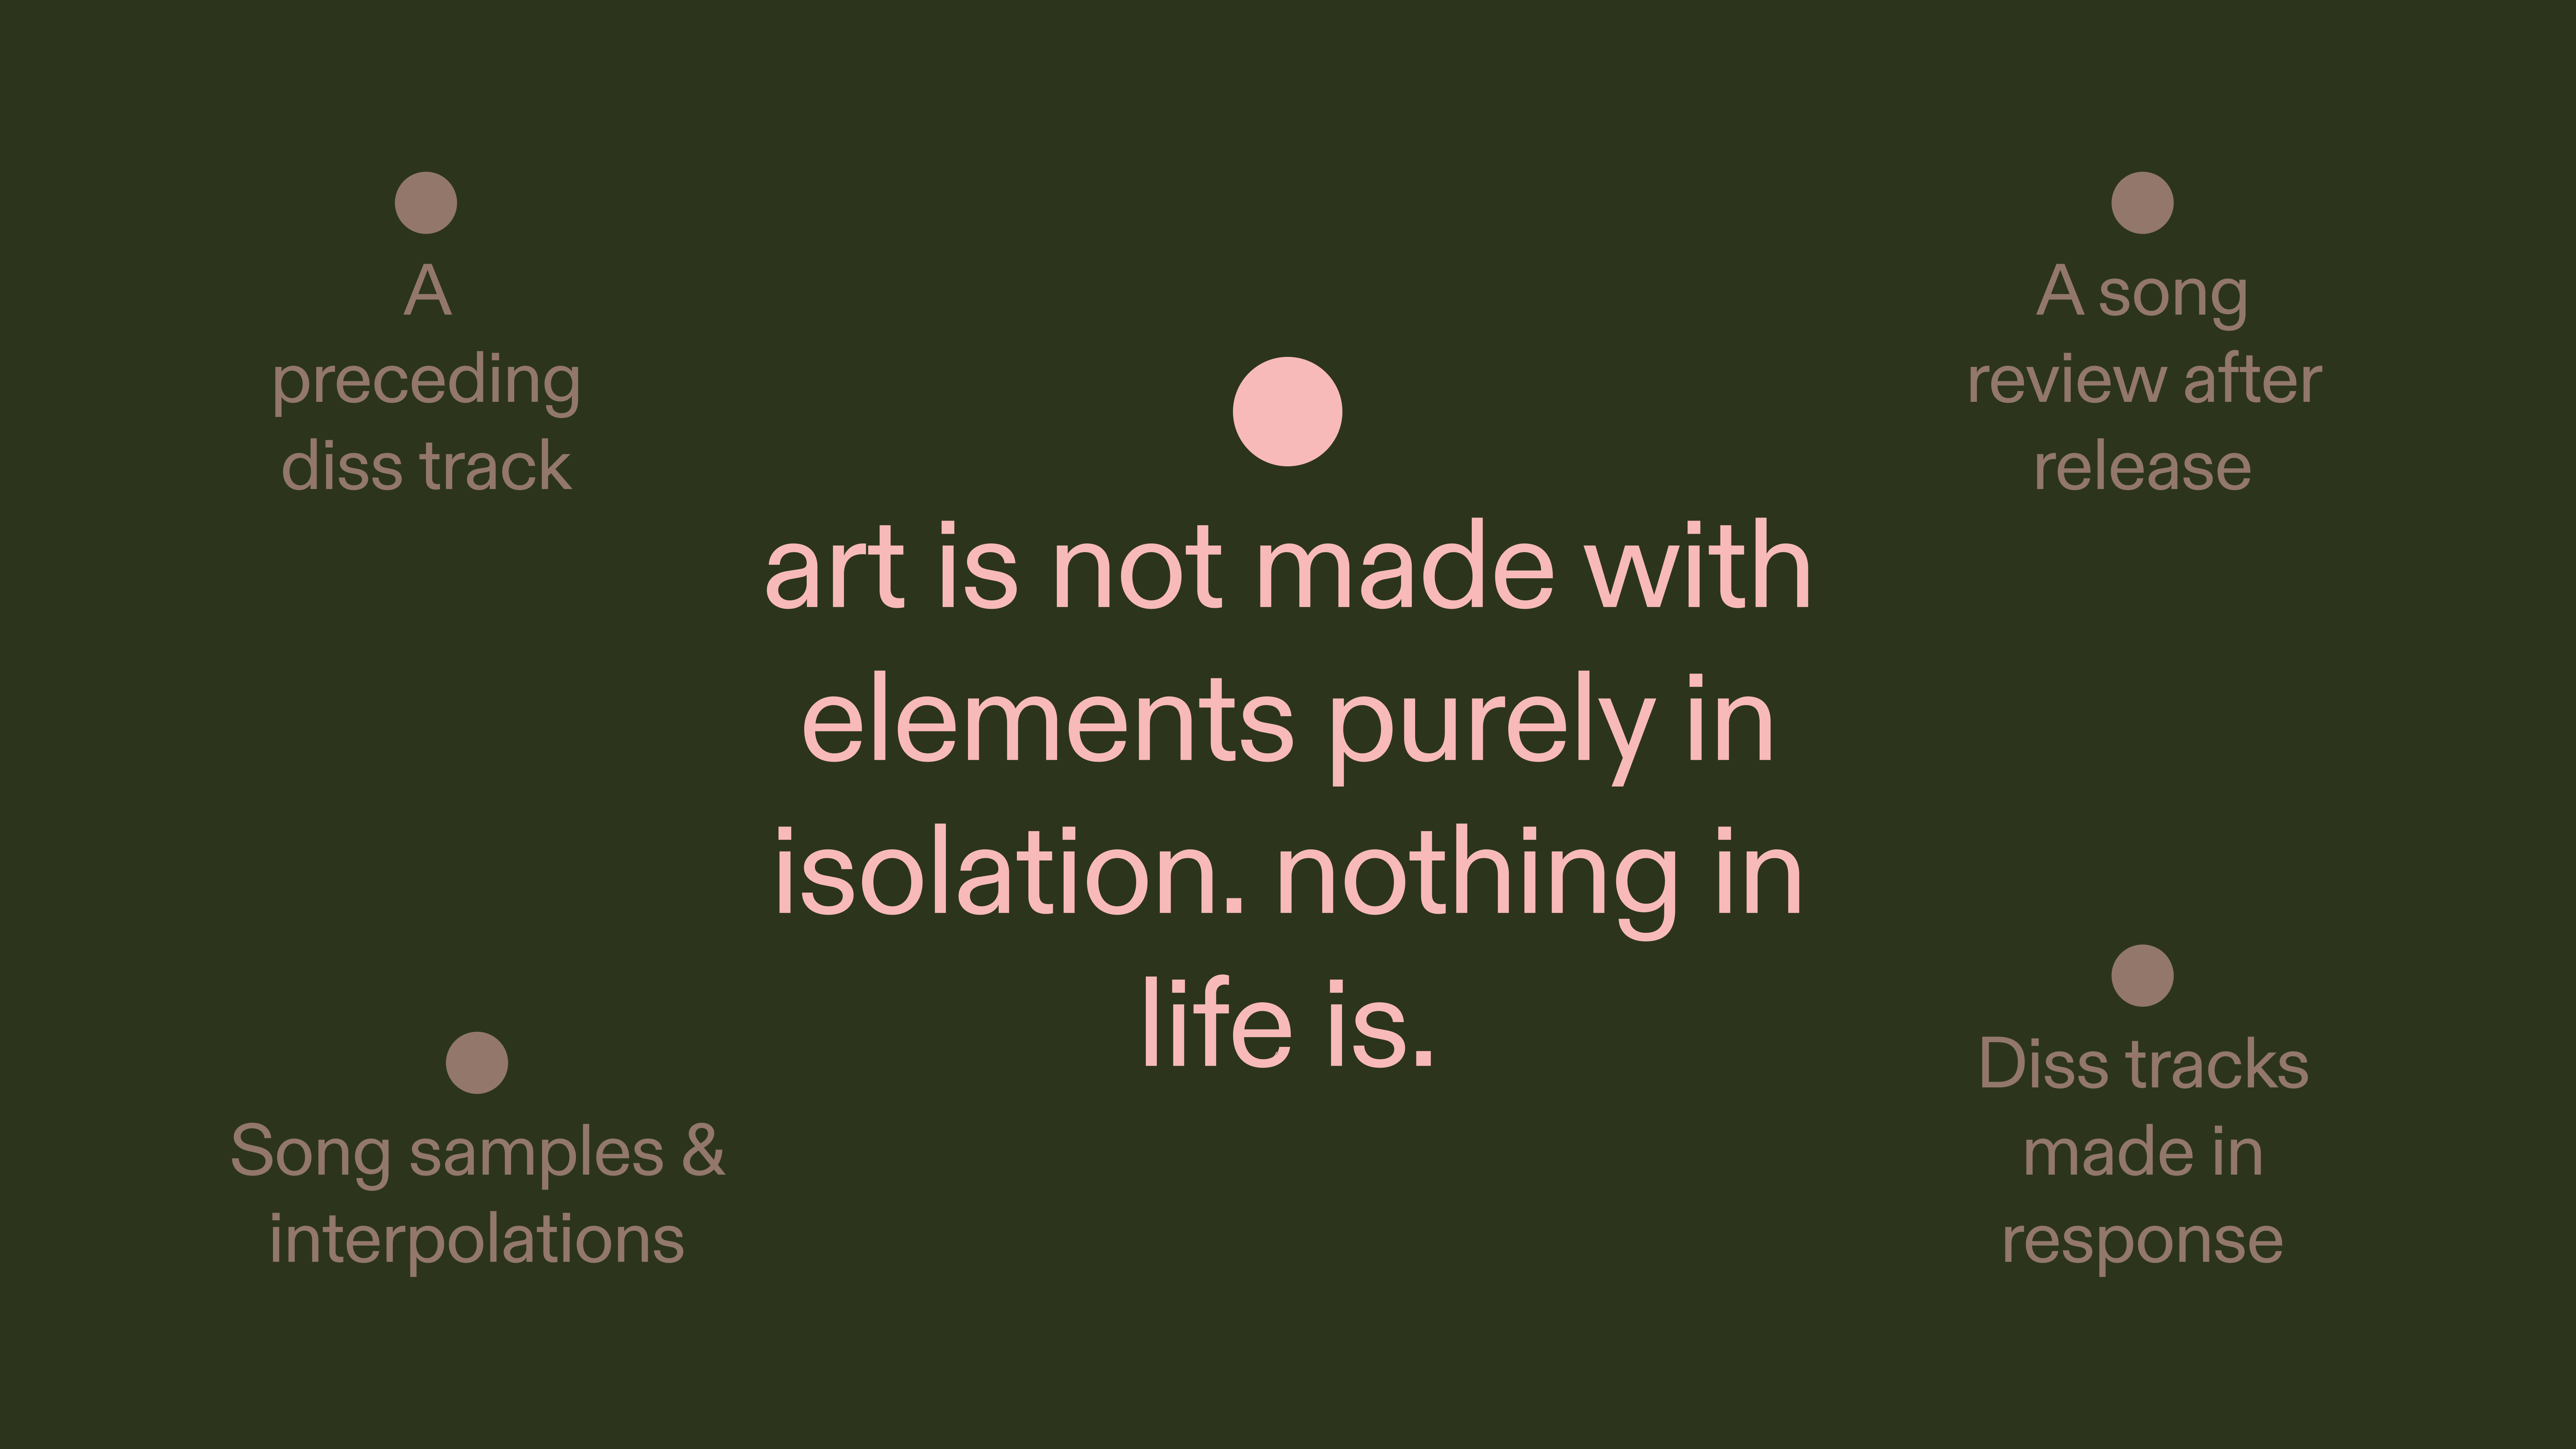 A
preceding
diss track
A song
review after
release
art is not made with
elements purely in
isolation. nothing in
life is.
Song samples &
interpolations
Diss tracks
made in
response